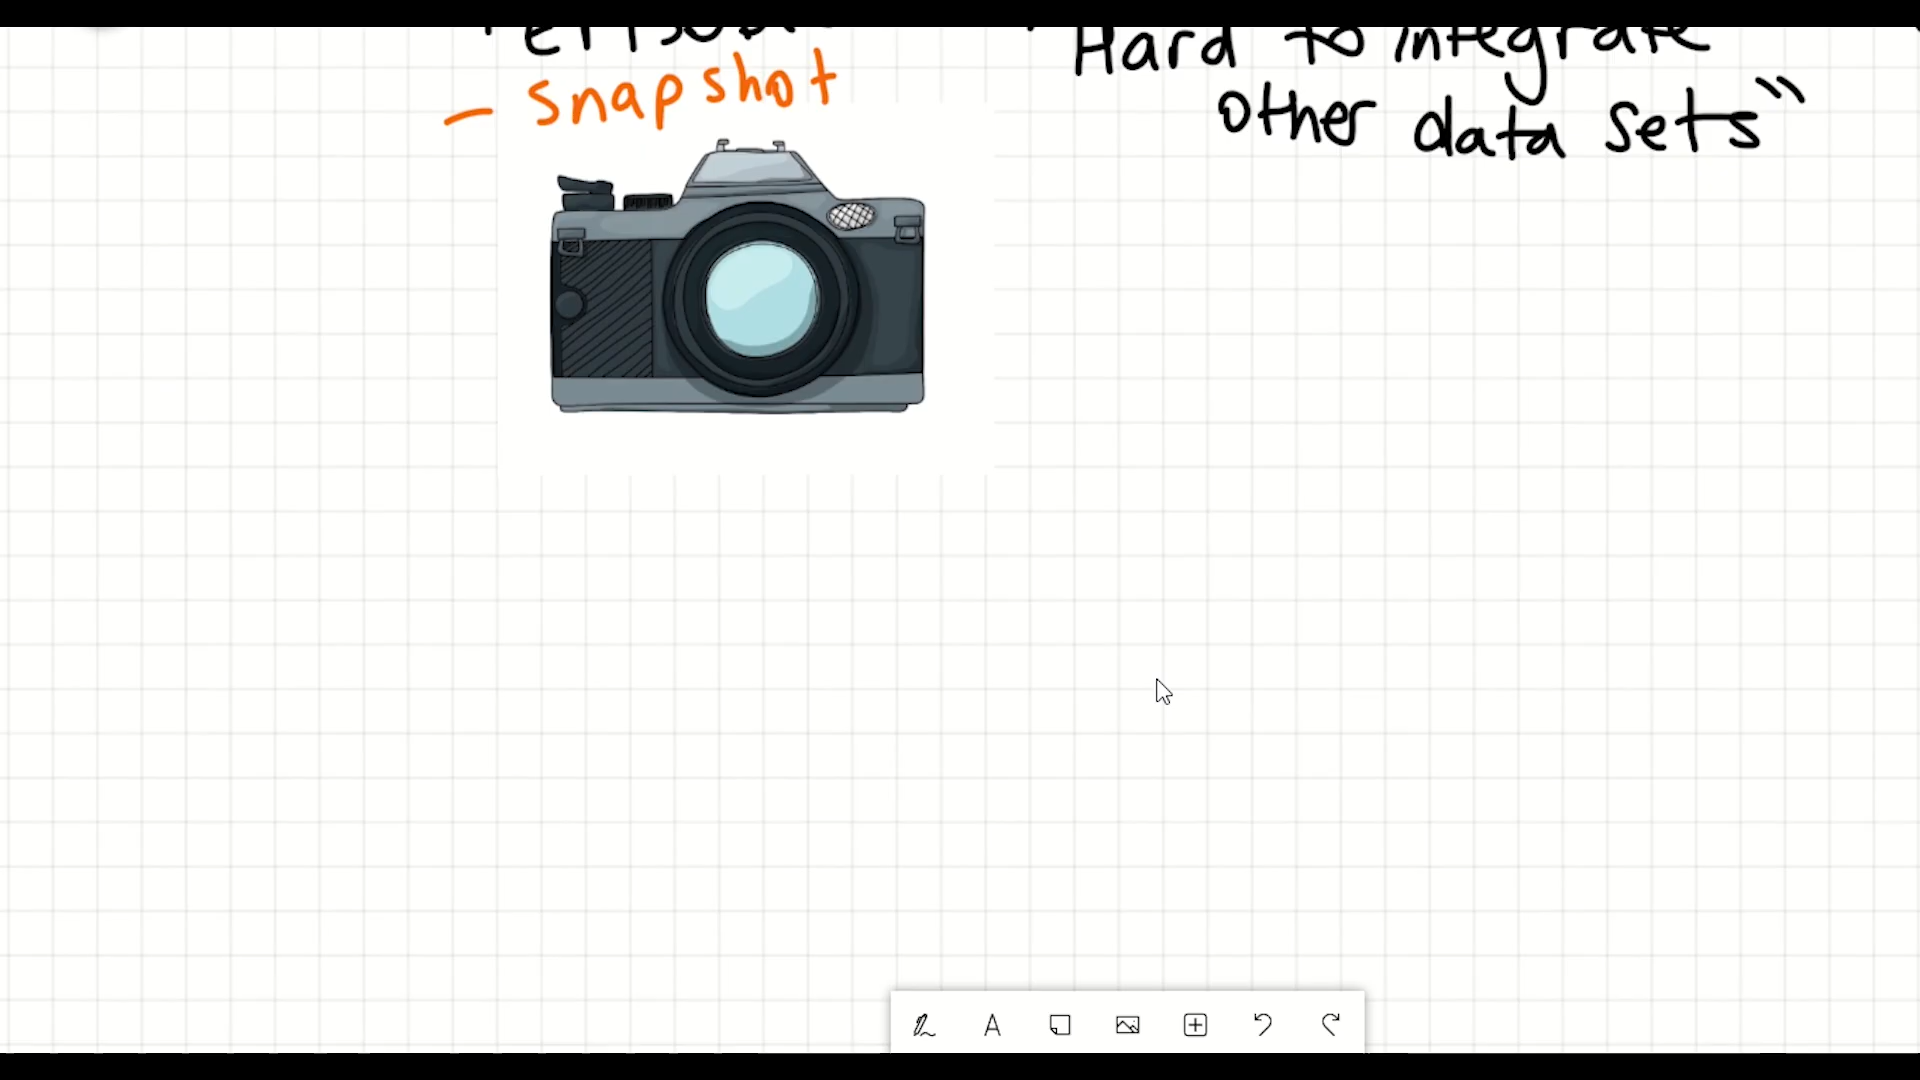 - snapshot
Hard to integrate
other data sets"